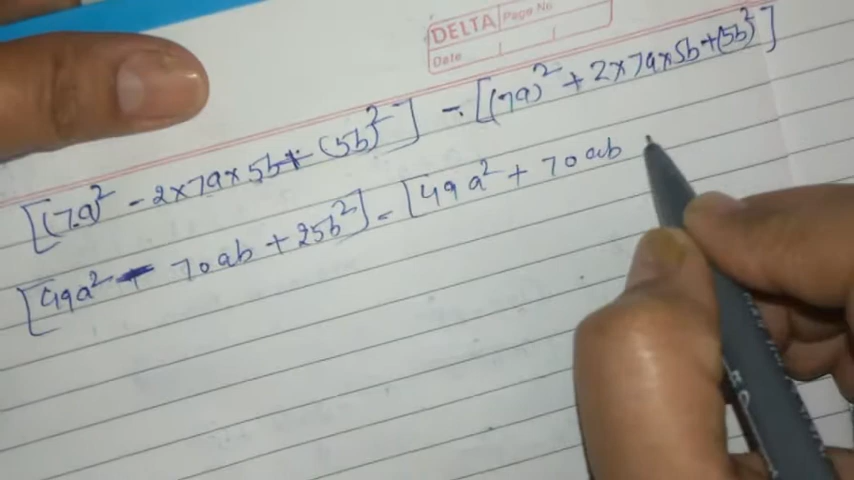 DELTA Page No
Date
[(7a)² - 2×7a×5b+(5b)²] - [(7a)² + 2×7a×5b+(5b)²]
[49a² - 70ab + 25b²] - [49a² + 70ab